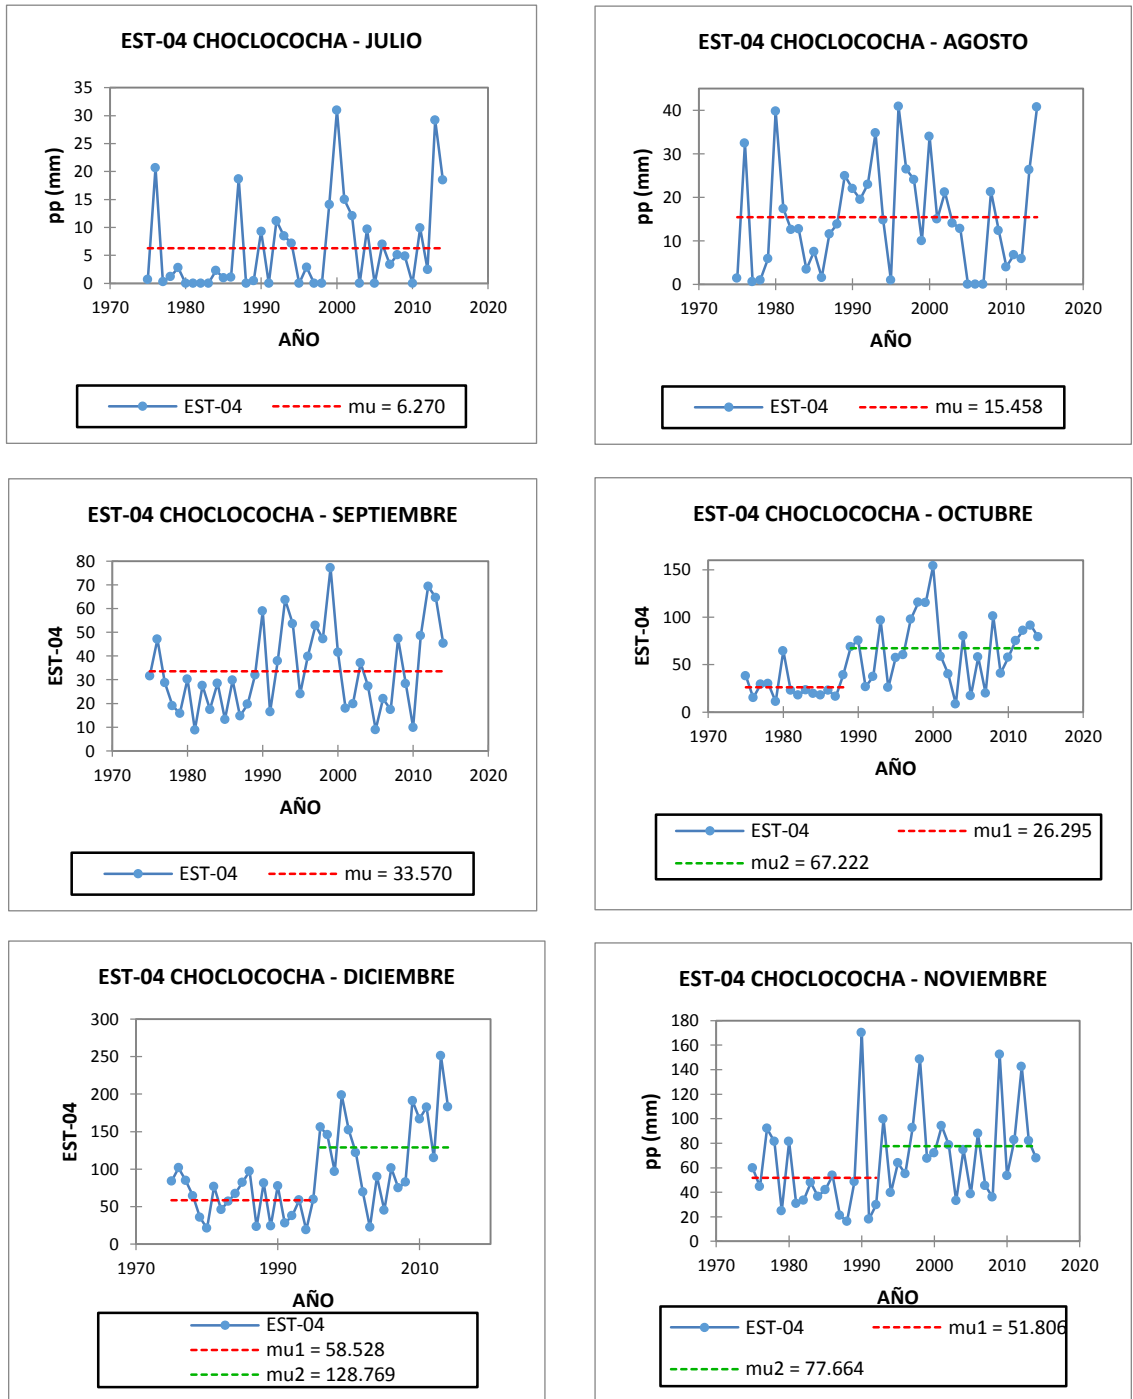 EST-04 CHOCLOCOCHA - JULIO
35
30
25
20
15
10
5
0
pp (mm)
1970 1980 1990 2000 2010 2020
AÑO
EST-04 mu = 6.270
EST-04 CHOCLOCOCHA - AGOSTO
40
30
20
10
0
pp (mm)
1970 1980 1990 2000 2010 2020
AÑO
EST-04 mu = 15.458
EST-04 CHOCLOCOCHA - SEPTIEMBRE
80
70
60
50
40
30
20
10
0
EST-04
1970 1980 1990 2000 2010 2020
AÑO
EST-04 mu = 33.570
EST-04 CHOCLOCOCHA - OCTUBRE
150
100
50
0
EST-04
1970 1980 1990 2000 2010 2020
AÑO
EST-04 mu1 = 26.295
mu2 = 67.222
EST-04 CHOCLOCOCHA - DICIEMBRE
300
250
200
150
100
50
0
EST-04
1970 1990 2010
AÑO
EST-04
mu1 = 58.528
mu2 = 128.769
EST-04 CHOCLOCOCHA - NOVIEMBRE
180
160
140
120
100
80
60
40
20
0
pp (mm)
1970 1980 1990 2000 2010 2020
AÑO
EST-04 mu1 = 51.806
mu2 = 77.664